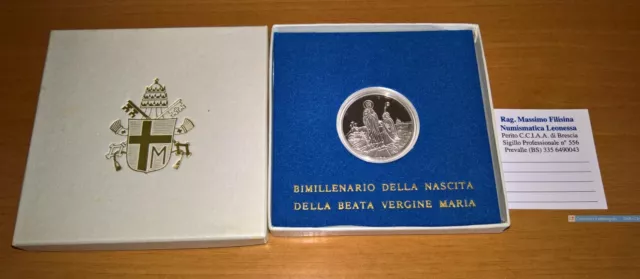 M
BIMILLENARIO DELLA NASCITA
DELLA BEATA VERGINE MARIA
Rag. Massimo Filisina
Numismatica Leonessa
Perito C.C.I.A.A. di Brescia
Sigillo Professionale n° 556
Prevalle (BS) 335 6490043